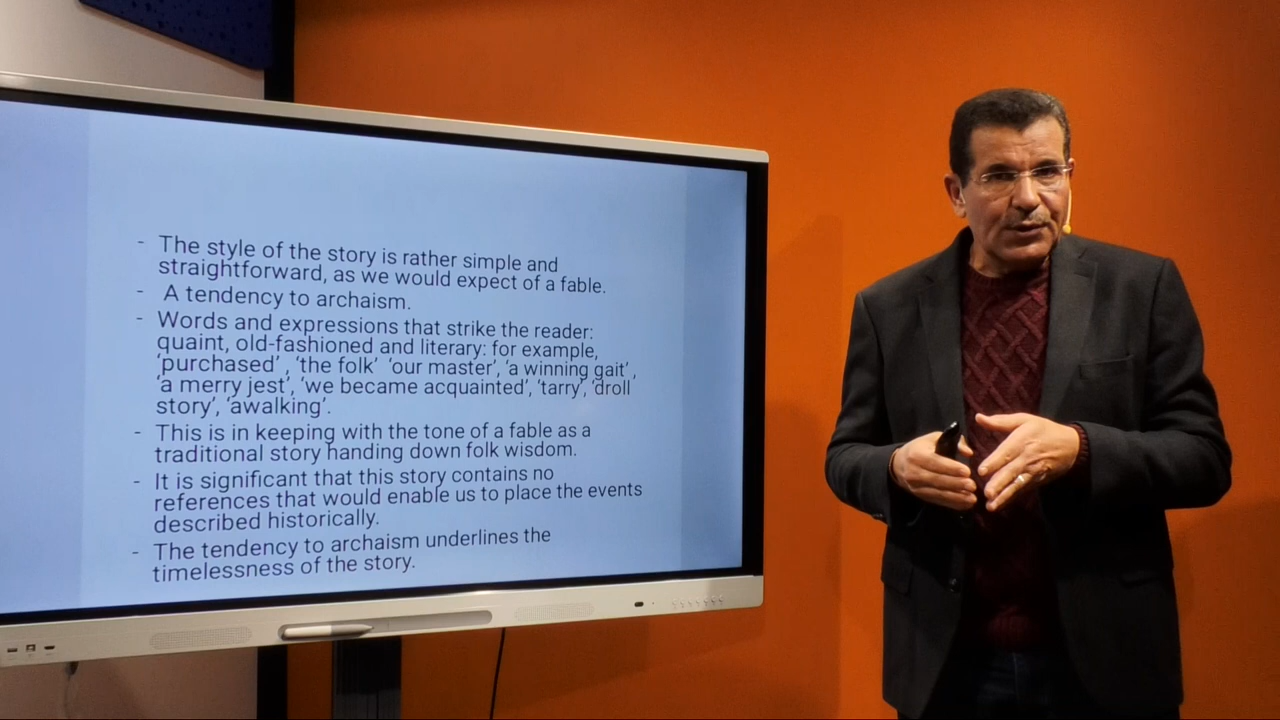 - The style of the story is rather simple and
straightforward, as we would expect of a fable.
- A tendency to archaism.
- Words and expressions that strike the reader:
quaint, old-fashioned and literary: for example,
'purchased' , 'the folk' 'our master', 'a winning gait' ,
'a merry jest', 'we became acquainted', 'tarry', 'droll
story', 'awalking'.
- This is in keeping with the tone of a fable as a
traditional story handing down folk wisdom.
- It is significant that this story contains no
references that would enable us to place the events
described historically.
- The tendency to archaism underlines the
timelessness of the story.